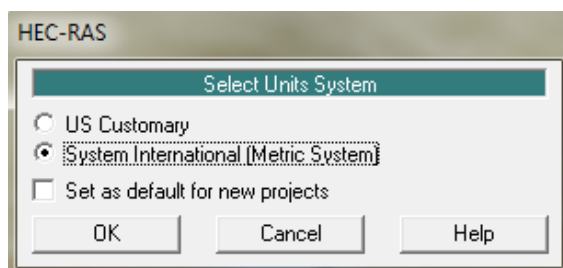 HEC-RAS
Select Units System
US Customary
System International (Metric System)
Set as default for new projects
OK Cancel Help